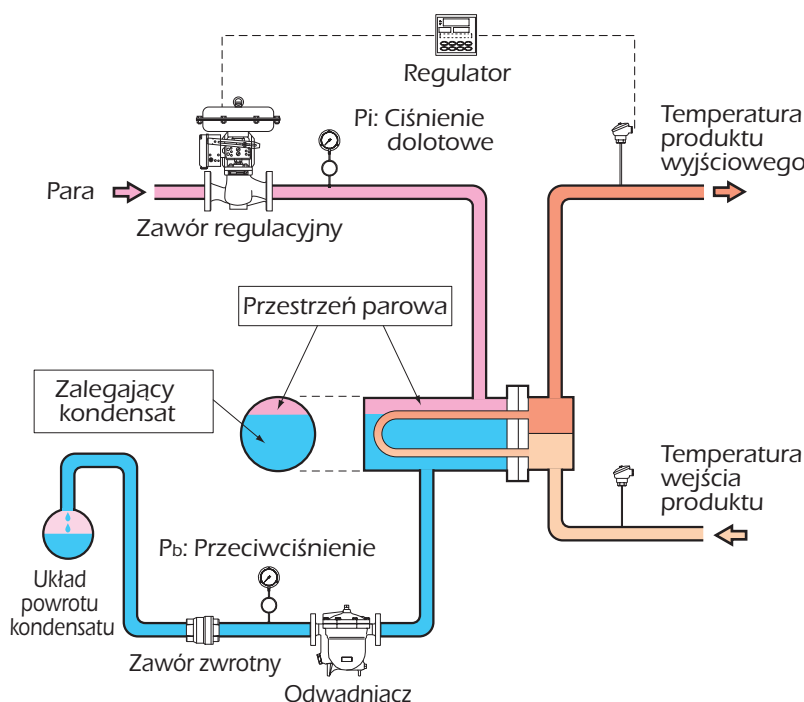 Regulator
Pi: Ciśnienie
dolotowe
Temperatura
produktu
wyjściowego
Para
Zawór regulacyjny
Przestrzeń parowa
Zalegający
kondensat
Temperatura
wejścia
produktu
Pb: Przeciwciśnienie
Układ
powrotu
kondensatu
Zawór zwrotny
Odwadniacz